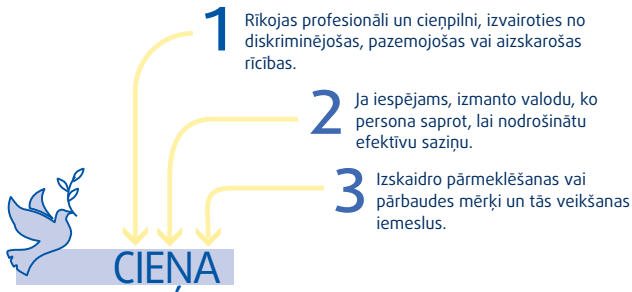 1 Rīkojas profesionāli un cieņpilni, izvairoties no
diskriminējošas, pazemojošas vai aizskarošas
rīcības.
2 Ja iespējams, izmanto valodu, ko
persona saprot, lai nodrošinātu
efektīvu saziņu.
3 Izskaidro pārmeklēšanas vai
pārbaudes mērķi un tās veikšanas
iemeslus.
CIEŅA